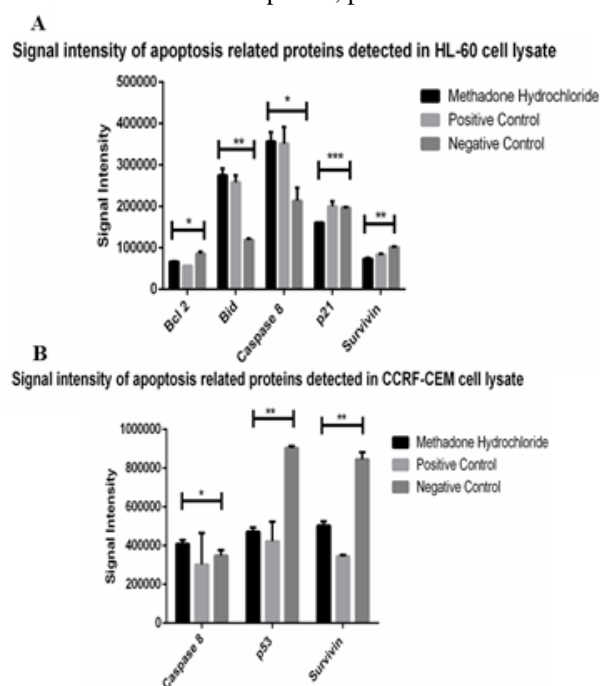 A
Signal intensity of apoptosis related proteins detected in HL-60 cell lysate
500000
400000
300000
200000
100000
0
Signal Intensity
*
**
*
***
**
Bcl 2
Bid
Caspase 8
p21
Survivin
Methadone Hydrochloride
Positive Control
Negative Control
B
Signal intensity of apoptosis related proteins detected in CCRF-CEM cell lysate
1000000
800000
600000
400000
200000
0
Signal Intensity
*
**
**
Caspase 8
p53
Survivin
Methadone Hydrochloride
Positive Control
Negative Control